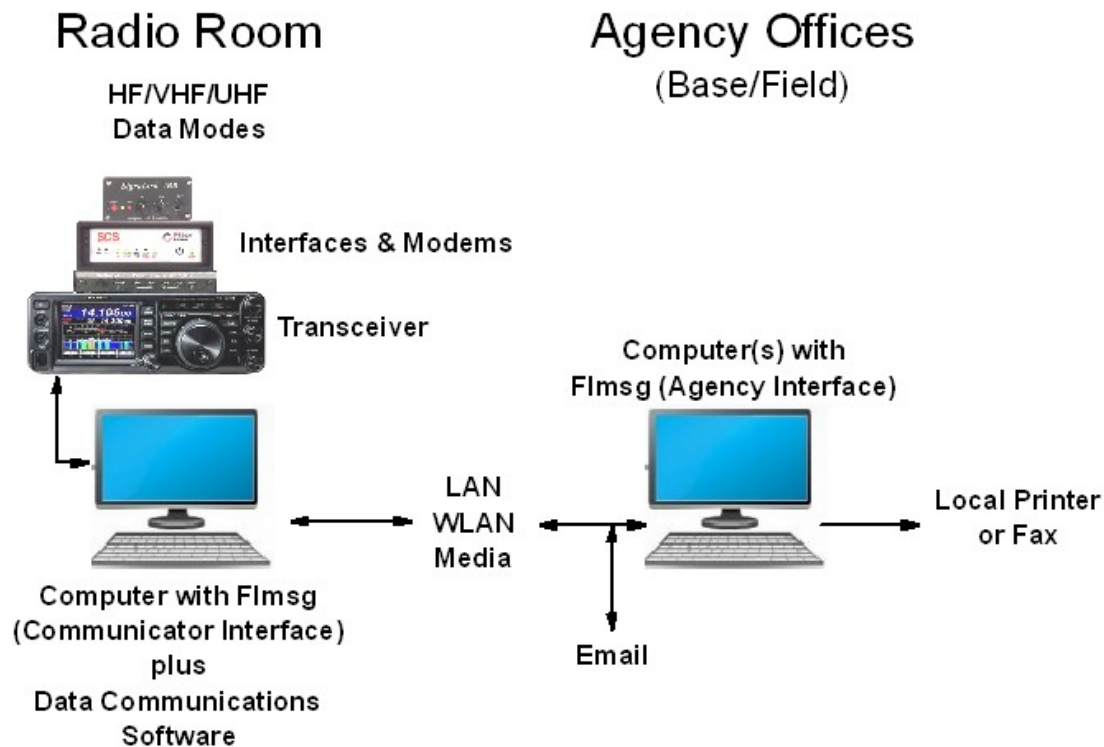 Radio Room
Agency Offices
(Base/Field)
HF/VHF/UHF
Data Modes
SCS
Interfaces & Modems
Transceiver
Computer(s) with
Flmsg (Agency Interface)
LAN
WLAN
Media
Local Printer
or Fax
Email
Computer with Flmsg
(Communicator Interface)
plus
Data Communications
Software